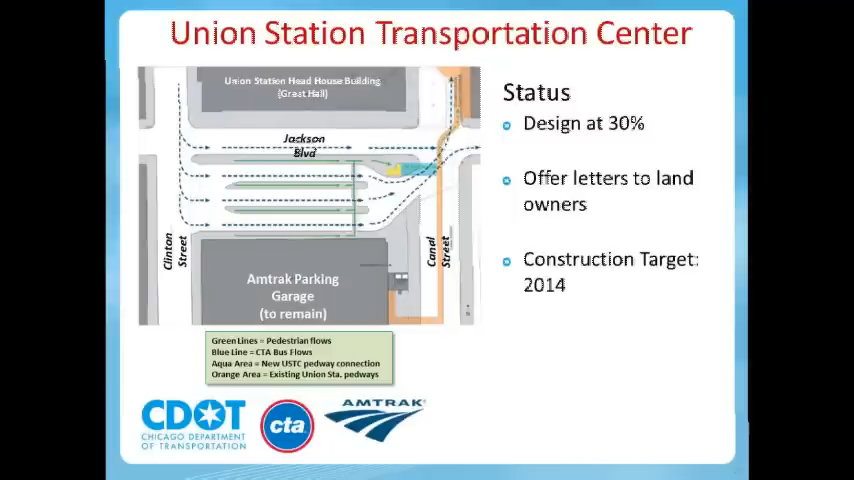 Union Station Transportation Center
Union Station Head House Building
(Great Hall)
Jackson
Blvd
Clinton
Street
Canal
Street
Amtrak Parking
Garage
(to remain)
Green Lines = Pedestrian flows
Blue Line = CTA Bus Flows
Aqua Area = New USTC pedway connection
Orange Area = Existing Union Sta. pedways
Status
Design at 30%
Offer letters to land
owners
Construction Target:
2014
CDOT
CHICAGO DEPARTMENT
OF TRANSPORTATION
cta
AMTRAK®